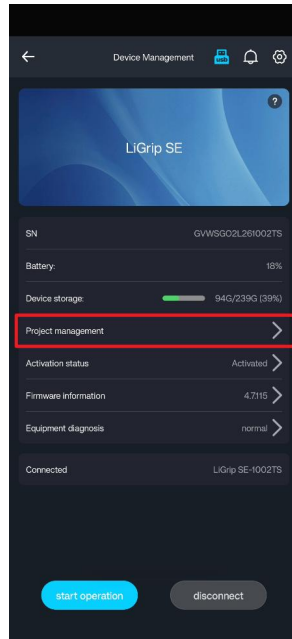 Device Management
usb
?
LiGrip SE
SN GVWSGO2L261002TS
Battery: 18%
Device storage: 94G/239G (39%)
Project management
Activation status Activated
Firmware information 4.7.115
Equipment diagnosis normal
Connected LiGrip SE-1002TS
start operation disconnect